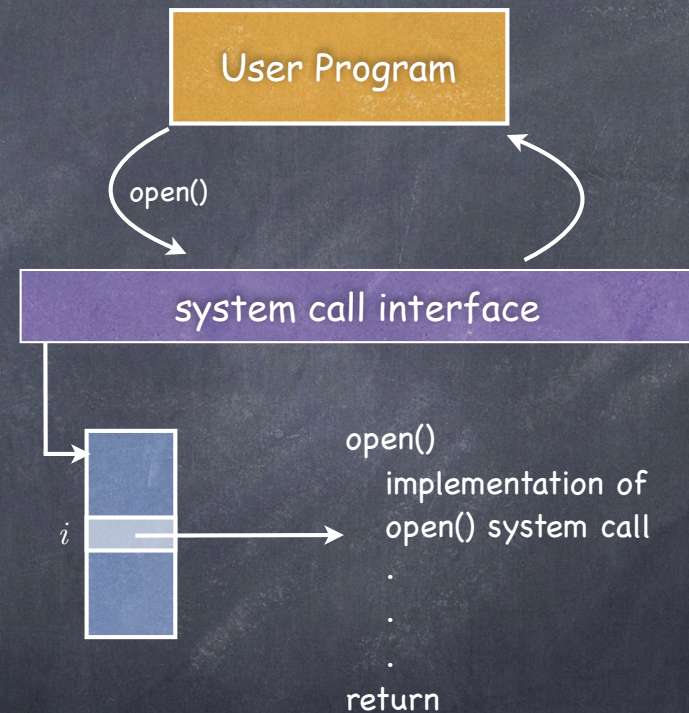 User Program
open()
system call interface
open()
implementation of
i
open() system call
.
.
.
return